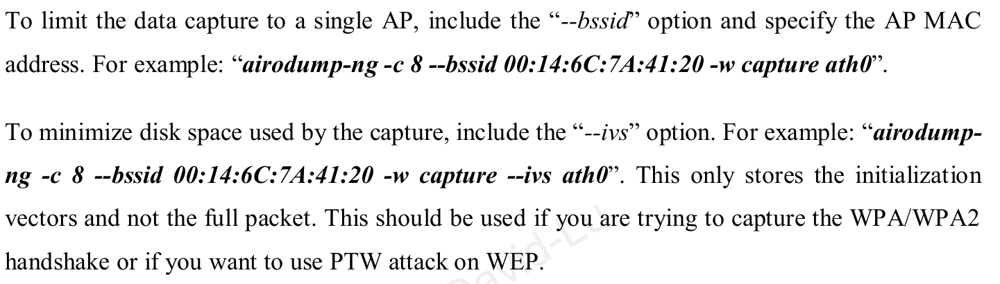 To limit the data capture to a single AP, include the “--bssid” option and specify the AP MAC
address. For example: “airodump-ng -c 8 --bssid 00:14:6C:7A:41:20 -w capture ath0”.
To minimize disk space used by the capture, include the “--ivs” option. For example: “airodump-
ng -c 8 --bssid 00:14:6C:7A:41:20 -w capture --ivs ath0”. This only stores the initialization
vectors and not the full packet. This should be used if you are trying to capture the WPA/WPA2
handshake or if you want to use PTW attack on WEP.
David-Lu